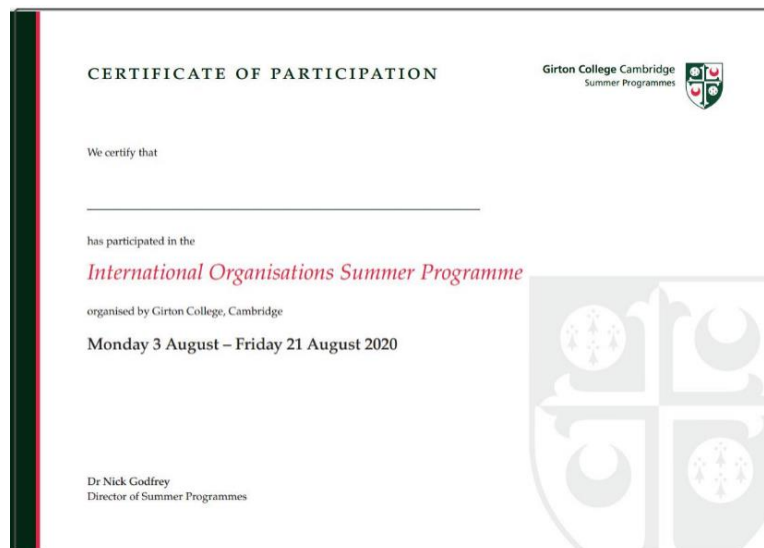 CERTIFICATE OF PARTICIPATION
Girton College Cambridge
Summer Programmes
We certify that
has participated in the
International Organisations Summer Programme
organised by Girton College, Cambridge
Monday 3 August – Friday 21 August 2020
Dr Nick Godfrey
Director of Summer Programmes